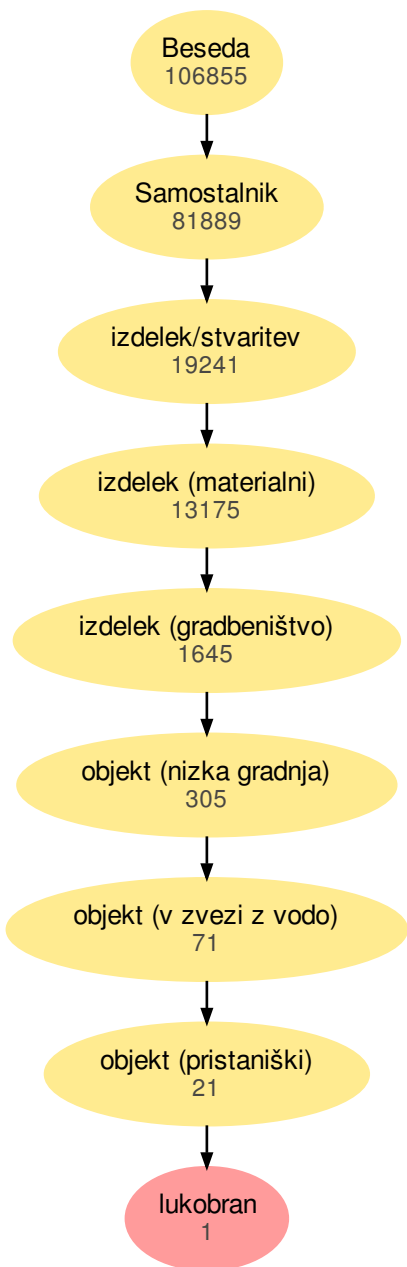 Beseda
106855
Samostalnik
81889
izdelek/stvaritev
19241
izdelek (materialni)
13175
izdelek (gradbeništvo)
1645
objekt (nizka gradnja)
305
objekt (v zvezi z vodo)
71
objekt (pristaniški)
21
lukobran
1